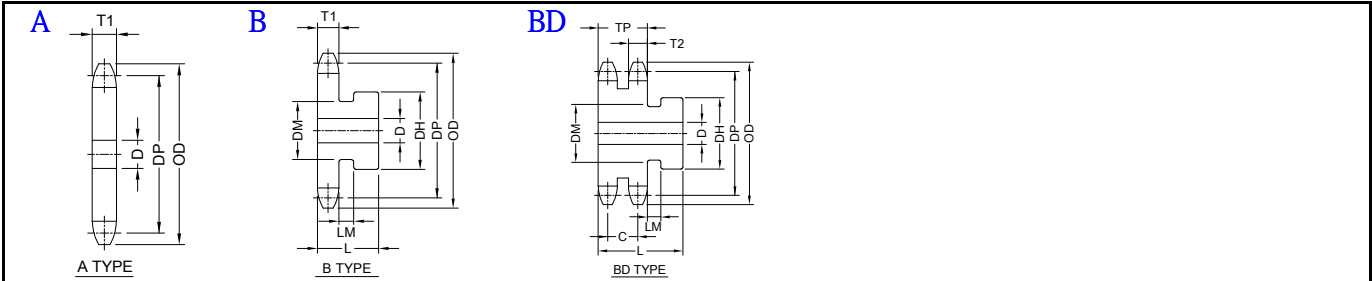 A
T1
D
DP
OD
A TYPE
B
T1
DM
D
DH
DP
OD
LM
L
B TYPE
BD
TP
T2
DM
D
DH
DP
OD
LM
C
L
BD TYPE